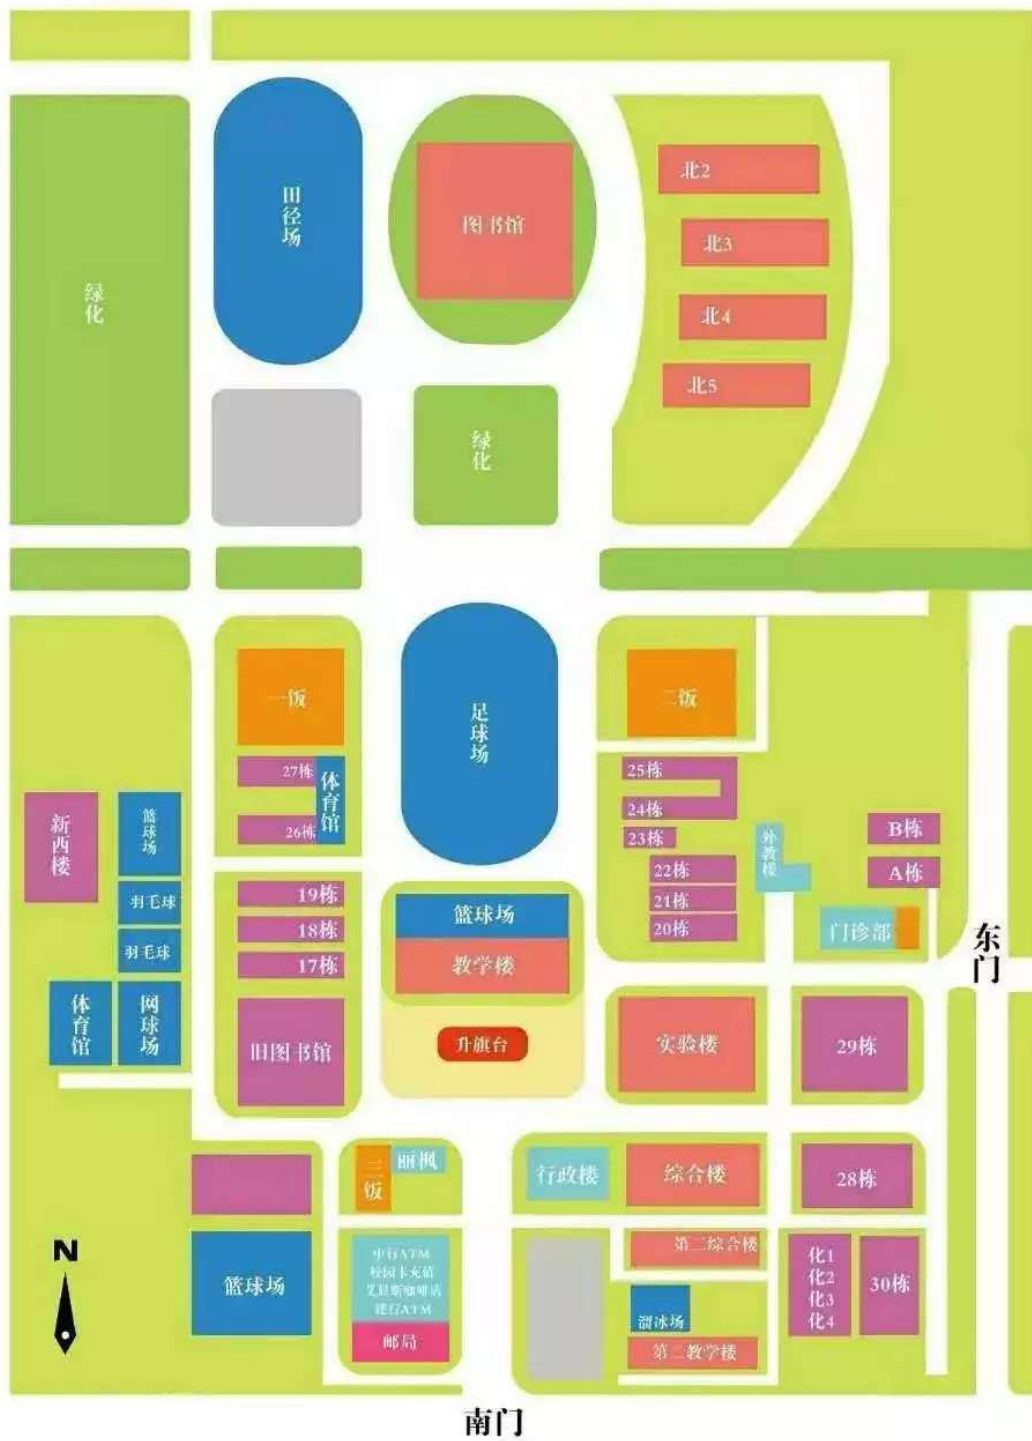 田径场
图书馆
北2
北3
北4
北5
绿化
绿化
一饭
足球场
二饭
27栋
体育馆
26栋
25栋
24栋
23栋
22栋
21栋
20栋
外教楼
B栋
A栋
门诊部
新西楼
篮球场
羽毛球
羽毛球
体育馆
网球场
19栋
18栋
17栋
旧图书馆
篮球场
教学楼
升旗台
东门
实验楼
29栋
三饭
丽枫
行政楼
综合楼
28栋
N
篮球场
中行ATM
校园卡充值
建行ATM
邮局
第二综合楼
溜冰场
第二教学楼
化1
化2
化3
化4
30栋
南门